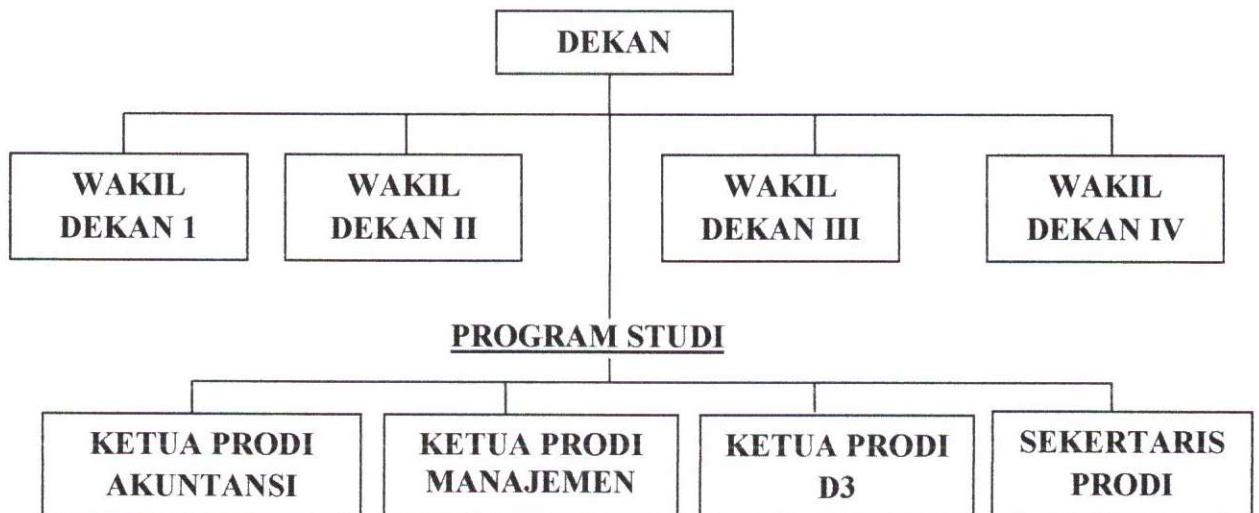 DEKAN
WAKIL
DEKAN 1
WAKIL
DEKAN II
WAKIL
DEKAN III
WAKIL
DEKAN IV
PROGRAM STUDI
KETUA PRODI
AKUNTANSI
KETUA PRODI
MANAJEMEN
KETUA PRODI
D3
SEKERTARIS
PRODI